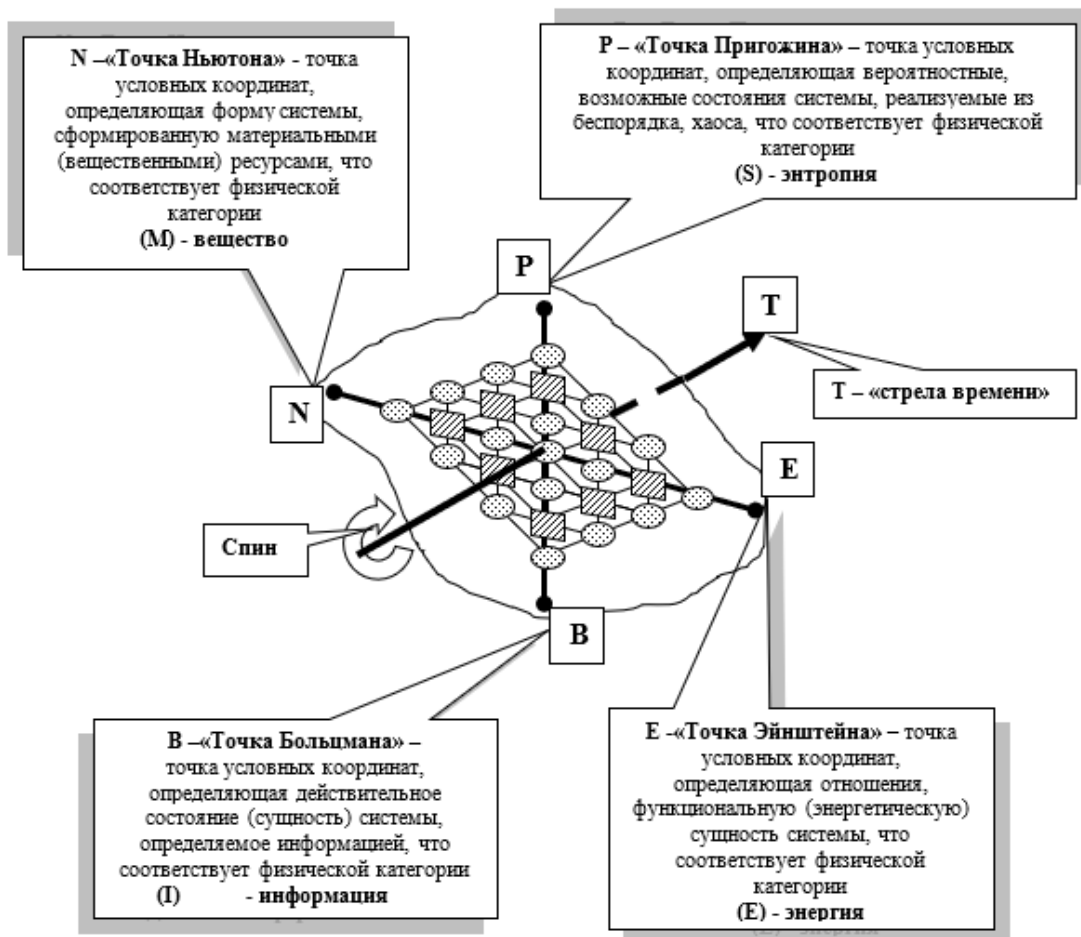 N –«Точка Ньютона» - точка
условных координат,
определяющая форму системы,
сформированную материальными
(вещественными) ресурсами, что
соответствует физической
категории
(M) - вещество
P – «Точка Пригожина» – точка условных
координат, определяющая вероятностные,
возможные состояния системы, реализуемые из
беспорядка, хаоса, что соответствует физической
категории
(S) - энтропия
P
T
N
T – «стрела времени»
E
Спин
B
B –«Точка Больцмана» –
точка условных координат,
определяющая действительное
состояние (сущность) системы,
определяемое информацией, что
соответствует физической категории
(I) - информация
E -«Точка Эйнштейна» – точка
условных координат,
определяющая отношения,
функциональную (энергетическую)
сущность системы, что
соответствует физической
категории
(E) - энергия